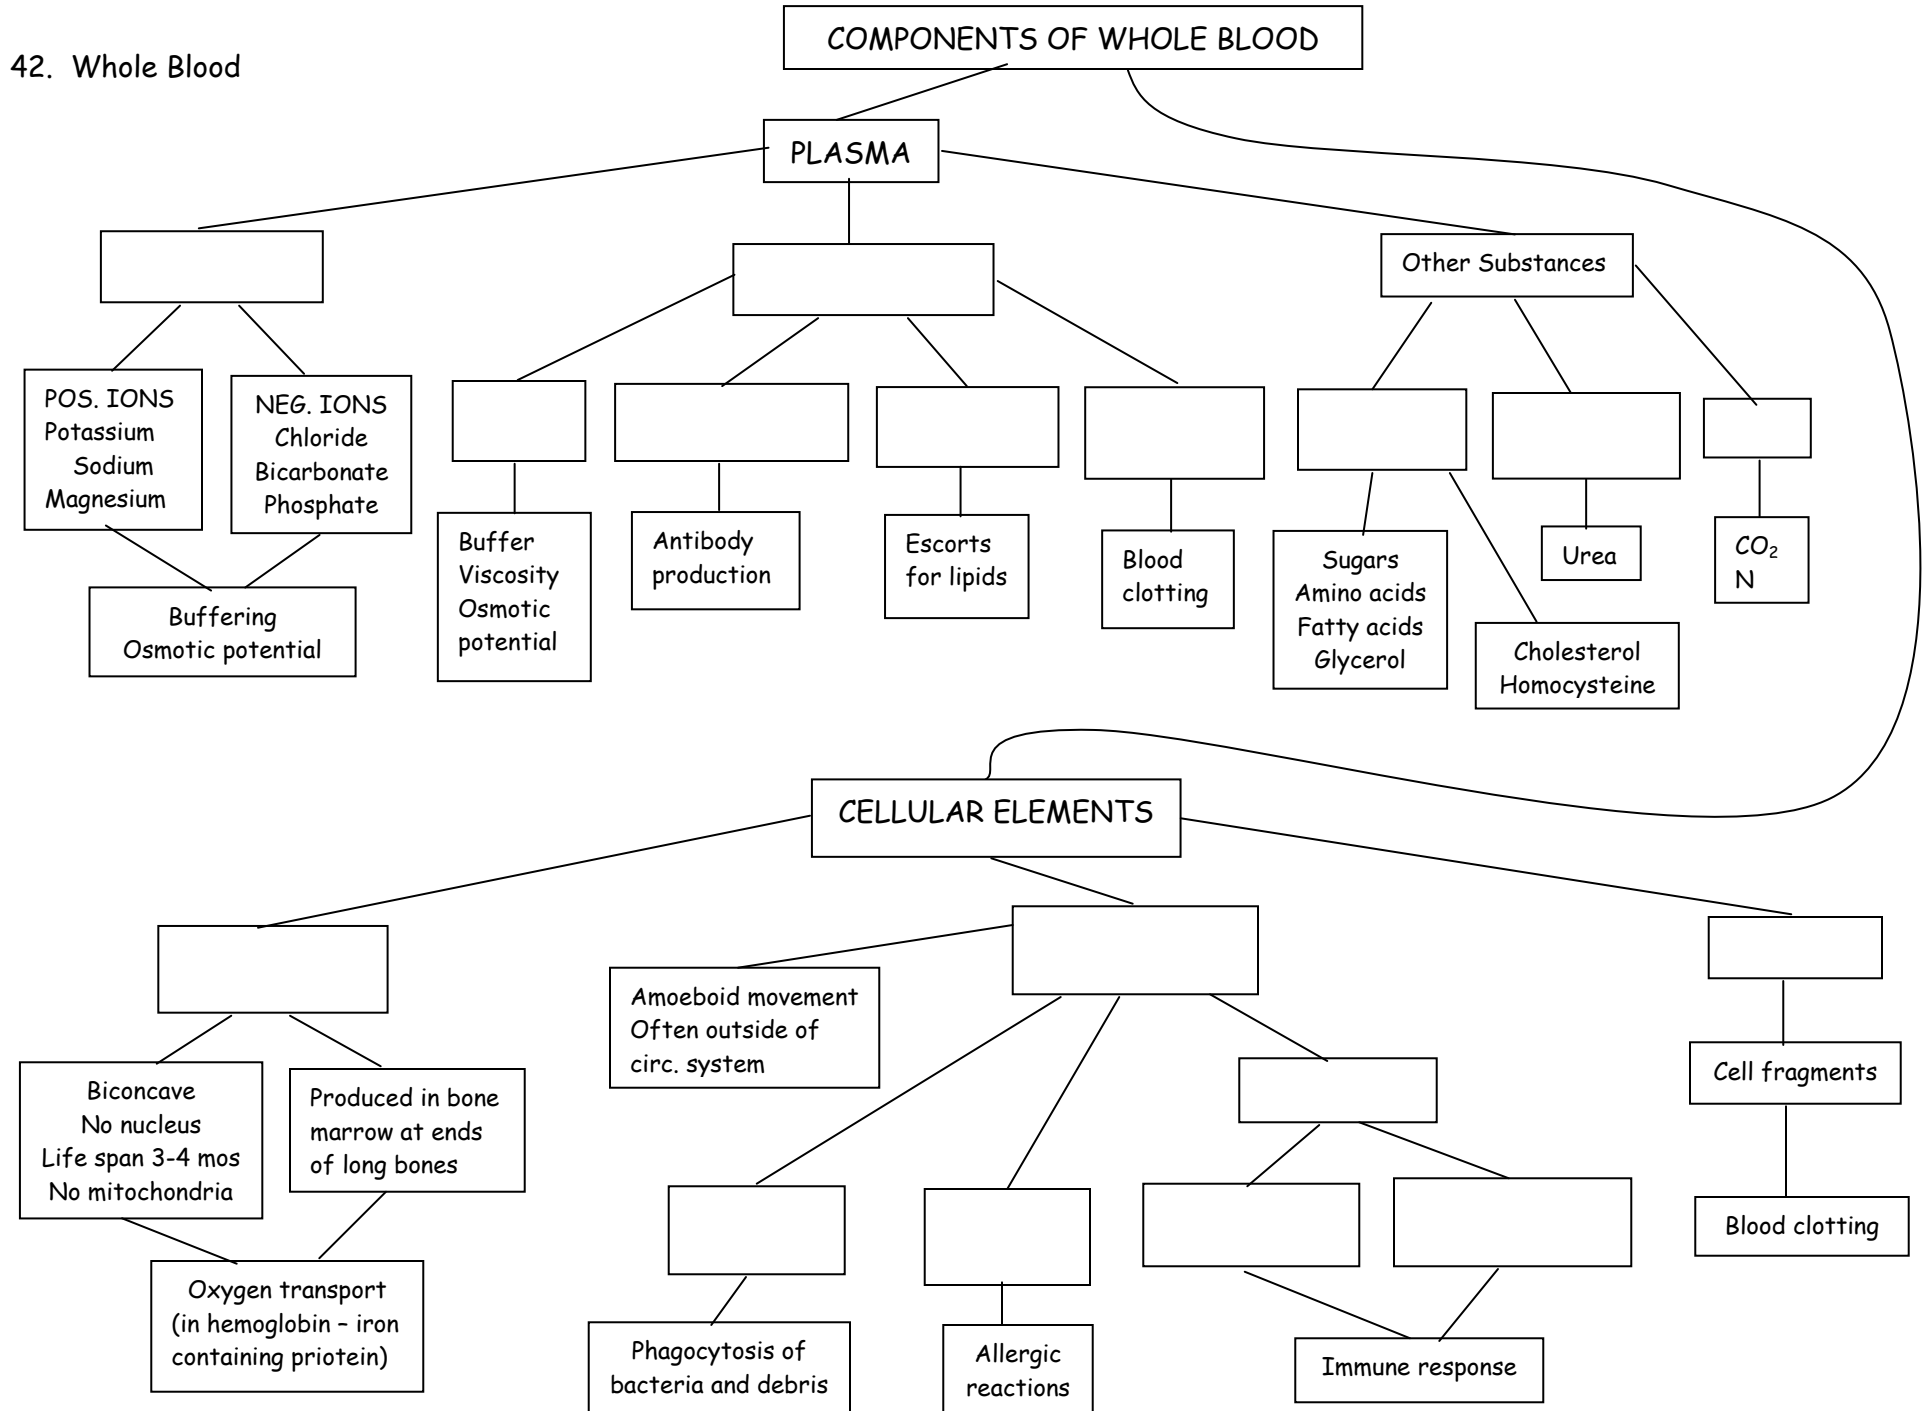 COMPONENTS OF WHOLE BLOOD
42. Whole Blood
PLASMA
Other Substances
POS. IONS
Potassium
Sodium
Magnesium
NEG. IONS
Chloride
Bicarbonate
Phosphate
Buffering
Osmotic potential
Buffer
Viscosity
Osmotic
potential
Antibody
production
Escorts
for lipids
Blood
clotting
Sugars
Amino acids
Fatty acids
Glycerol
Cholesterol
Homocysteine
Urea
CO₂
N
CELLULAR ELEMENTS
Biconcave
No nucleus
Life span 3-4 mos
No mitochondria
Produced in bone
marrow at ends
of long bones
Oxygen transport
(in hemoglobin – iron
containing priotein)
Amoeboid movement
Often outside of
circ. system
Phagocytosis of
bacteria and debris
Allergic
reactions
Immune response
Cell fragments
Blood clotting